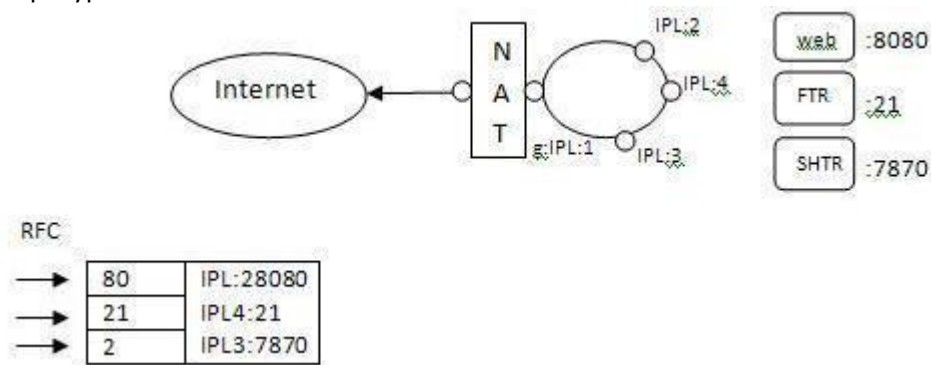 Internet
N
A
T
g:IPL:1
IPL:2
IPL:4
IPL:3
web :8080
FTR :21
SHTR :7870
RFC
80 IPL:28080
21 IPL4:21
2 IPL3:7870